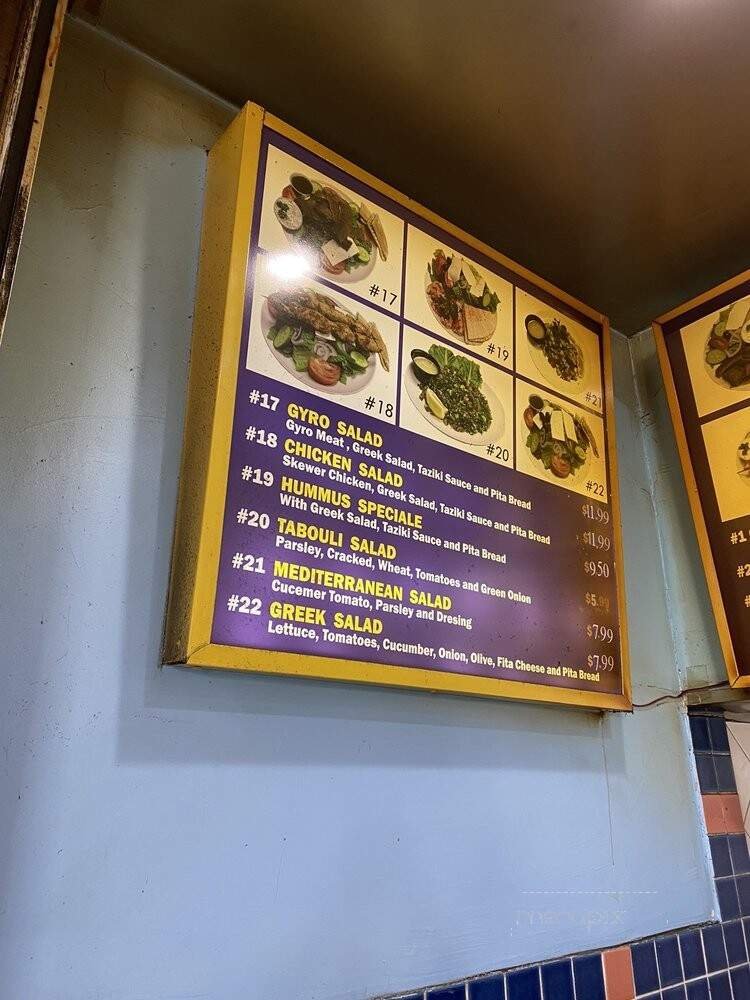 #17
#19
#21
#18
#20
#22
#17 GYRO SALAD
Gyro Meat , Greek Salad, Taziki Sauce and Pita Bread $11.99
#18 CHICKEN SALAD
Skewer Chicken, Greek Salad, Taziki Sauce and Pita Bread $11.99
#19 HUMMUS SPECIALE
With Greek Salad, Taziki Sauce and Pita Bread $9.50
#20 TABOULI SALAD
Parsley, Cracked, Wheat, Tomatoes and Green Onion $5.99
#21 MEDITERRANEAN SALAD
Cucemer Tomato, Parsley and Dresing $7.99
#22 GREEK SALAD
Lettuce, Tomatoes, Cucumber, Onion, Olive, Fita Cheese and Pita Bread $7.99
#1